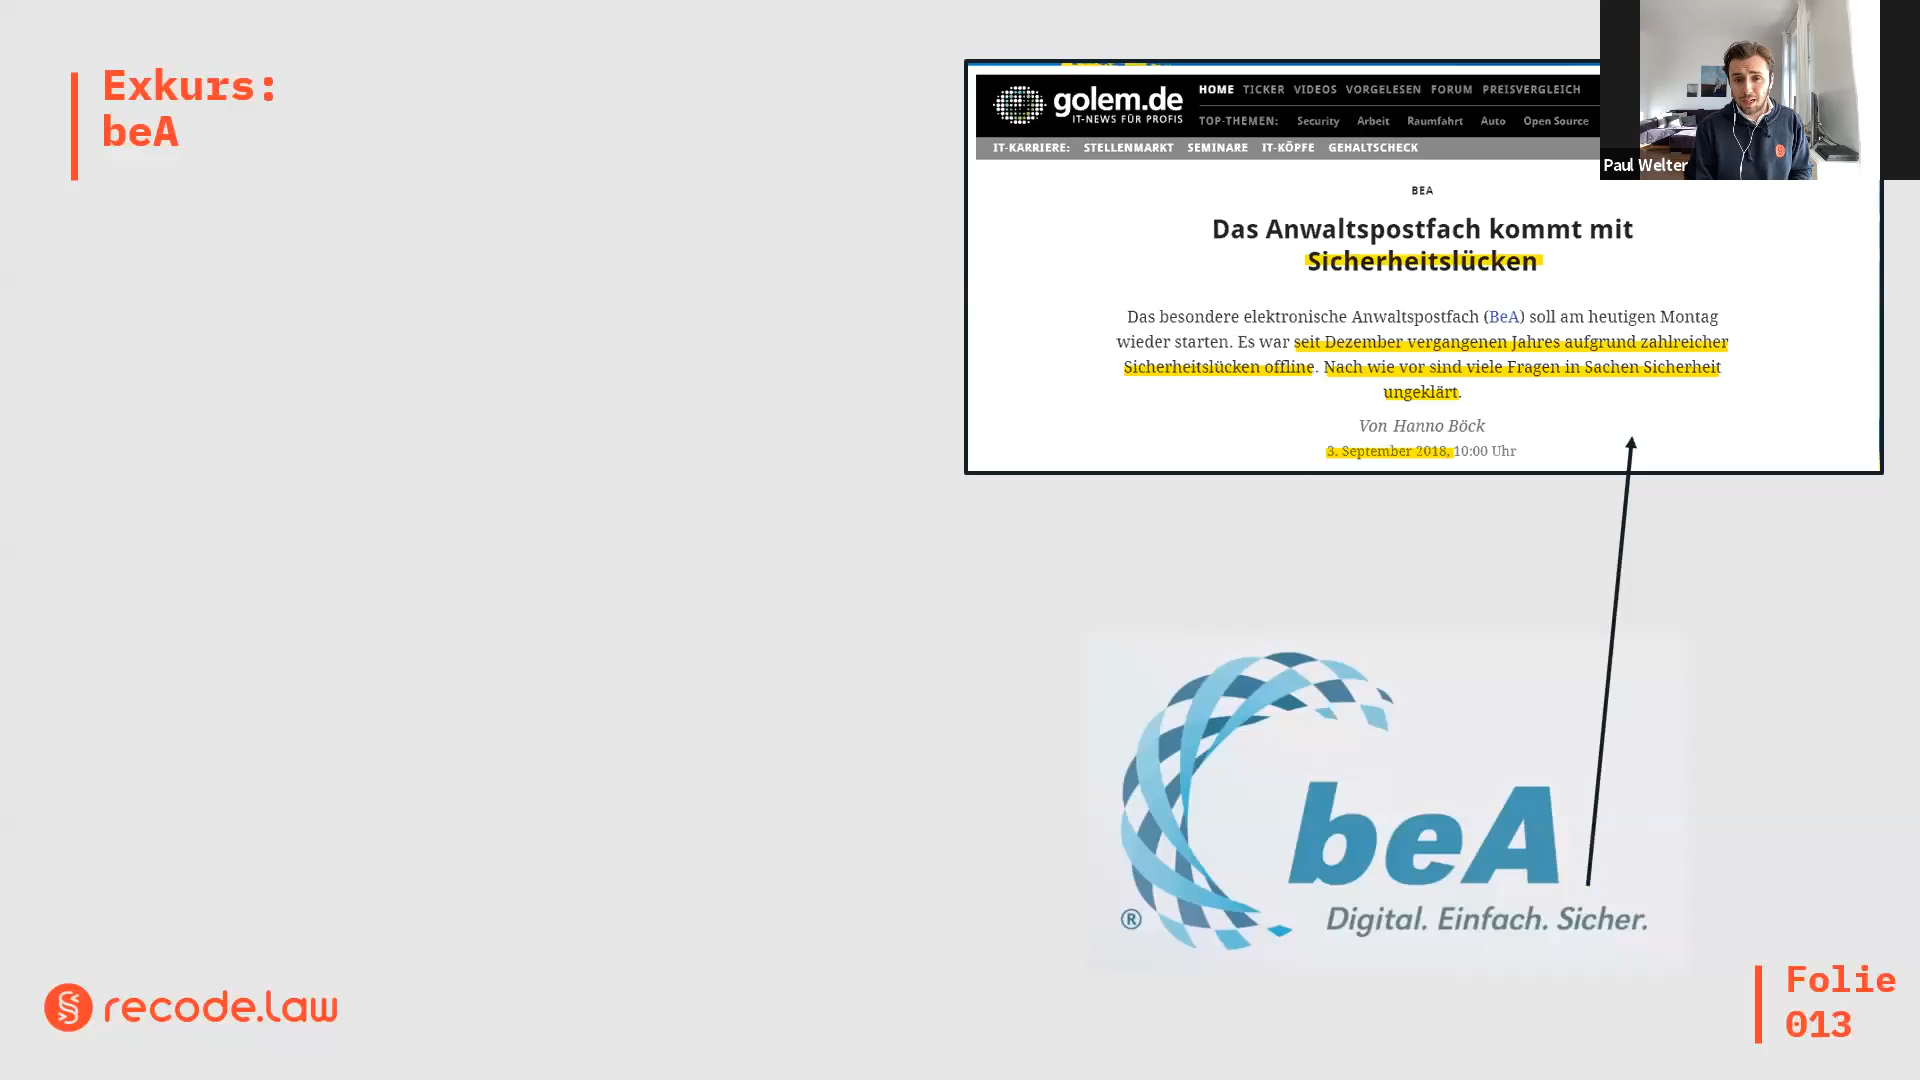 Exkurs:
beA
golem.de
IT-NEWS FÜR PROFIS
HOME TICKER VIDEOS VORGELESEN FORUM PREISVERGLEICH
TOP-THEMEN: Security Arbeit Raumfahrt Auto Open Source
IT-KARRIERE: STELLENMARKT SEMINARE IT-KÖPFE GEHALTSCHECK
Paul Welter
BEA
Das Anwaltspostfach kommt mit
Sicherheitslücken
Das besondere elektronische Anwaltspostfach (BeA) soll am heutigen Montag
wieder starten. Es war seit Dezember vergangenen Jahres aufgrund zahlreicher
Sicherheitslücken offline. Nach wie vor sind viele Fragen in Sachen Sicherheit
ungeklärt.
Von Hanno Böck
3. September 2018, 10:00 Uhr
beA
® Digital. Einfach. Sicher.
recode.law
Folie
013